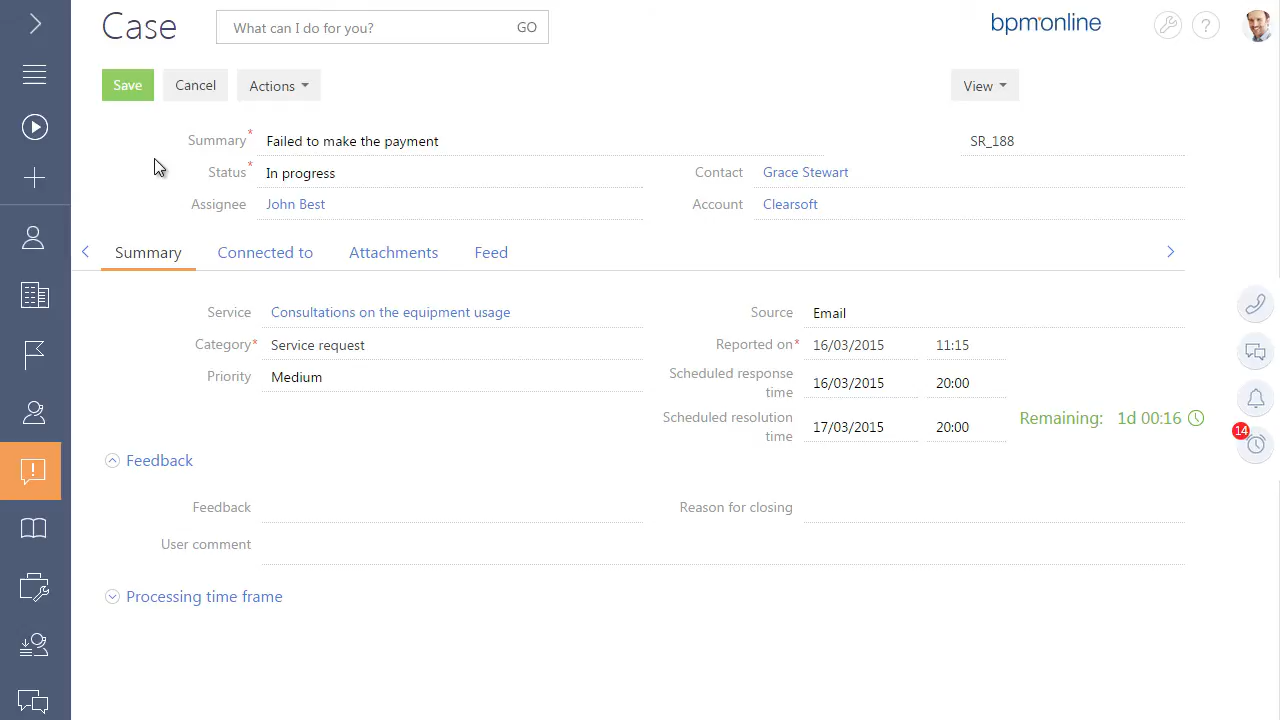 Case
What can I do for you? GO
bpm'online
Save Cancel Actions View
Summary* Failed to make the payment SR_188
Status* In progress Contact Grace Stewart
Assignee John Best Account Clearsoft
Summary Connected to Attachments Feed
Service Consultations on the equipment usage Source Email
Category* Service request Reported on* 16/03/2015 11:15
Priority Medium Scheduled response
time 16/03/2015 20:00
Scheduled resolution
time 17/03/2015 20:00 Remaining: 1d 00:16
14
Feedback
Feedback Reason for closing
User comment
Processing time frame